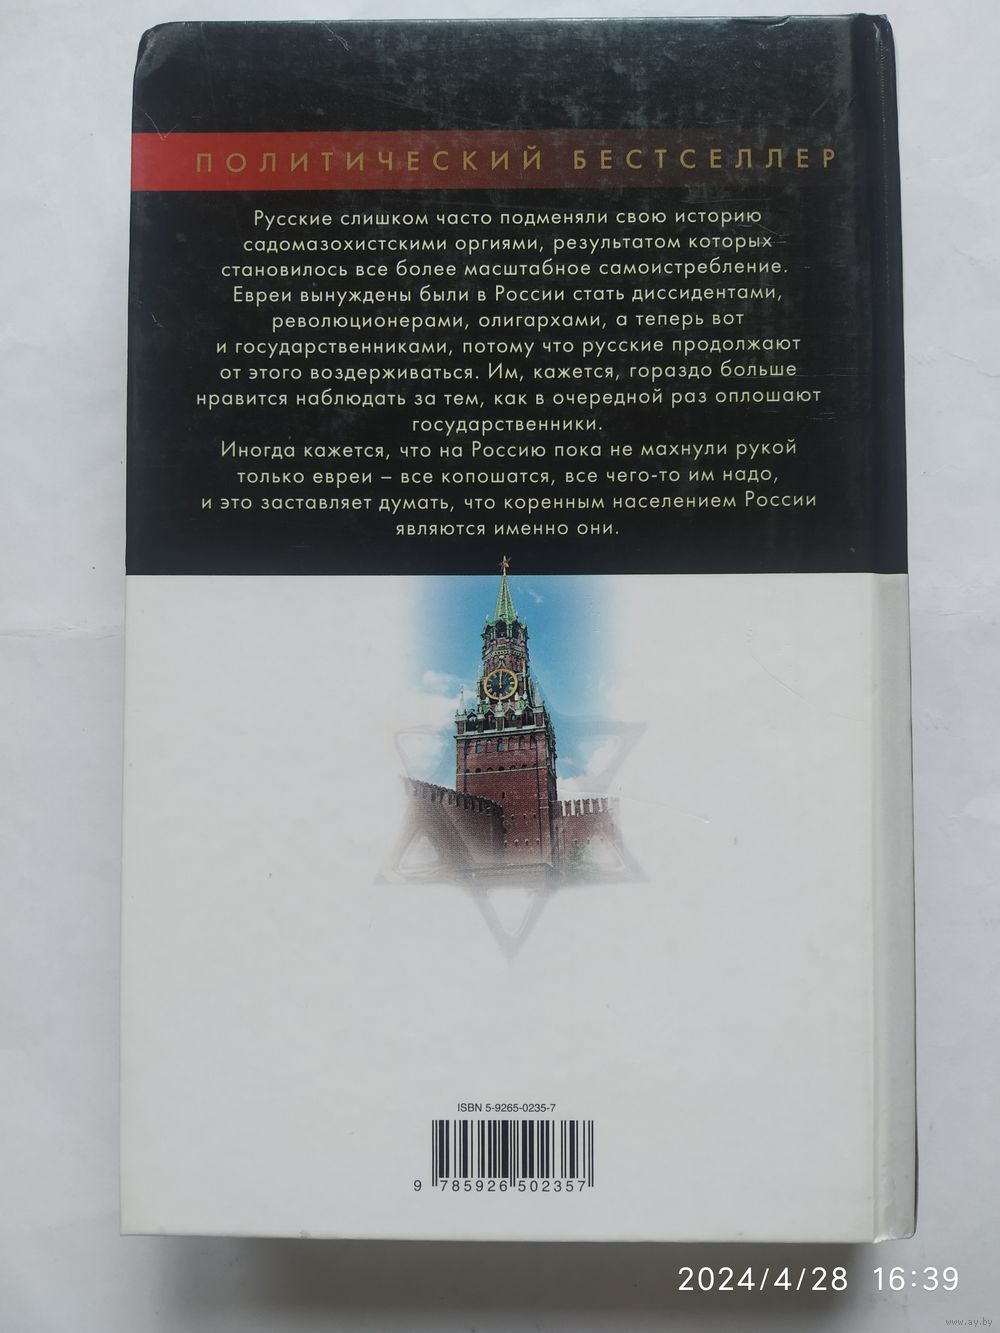 ПОЛИТИЧЕСКИЙ БЕСТСЕЛЛЕР
Русские слишком часто подменяли свою историю
садомазохистскими оргиями, результатом которых
становилось все более масштабное самоистребление.
Евреи вынуждены были в России стать диссидентами,
революционерами, олигархами, а теперь вот
и государственниками, потому что русские продолжают
от этого воздерживаться. Им, кажется, гораздо больше
нравится наблюдать за тем, как в очередной раз оплошают
государственники.
Иногда кажется, что на Россию пока не махнули рукой
только евреи – все копошатся, все чего-то им надо,
и это заставляет думать, что коренным населением России
являются именно они.
ISBN 5-9265-0235-7
9 785926 502357
2024/4/28 16:39
www.ay.by